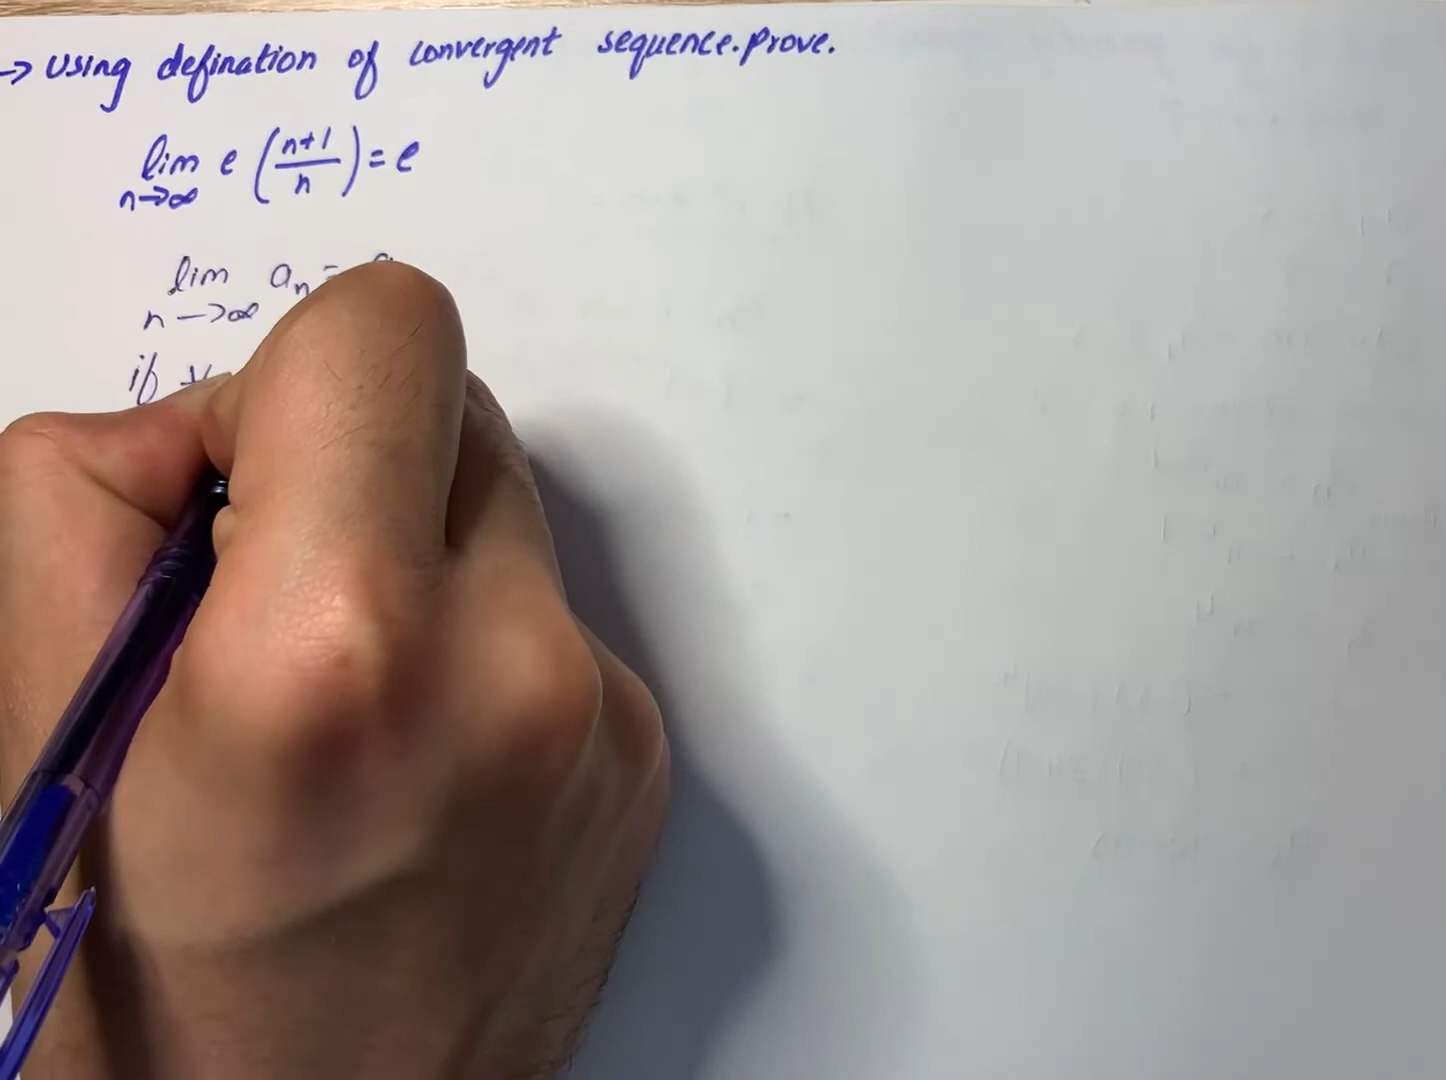 → Using defination of convergent sequence. Prove.
lim e (n+1/n) = e
n→∞
lim aₙ =
n→∞
if ∀